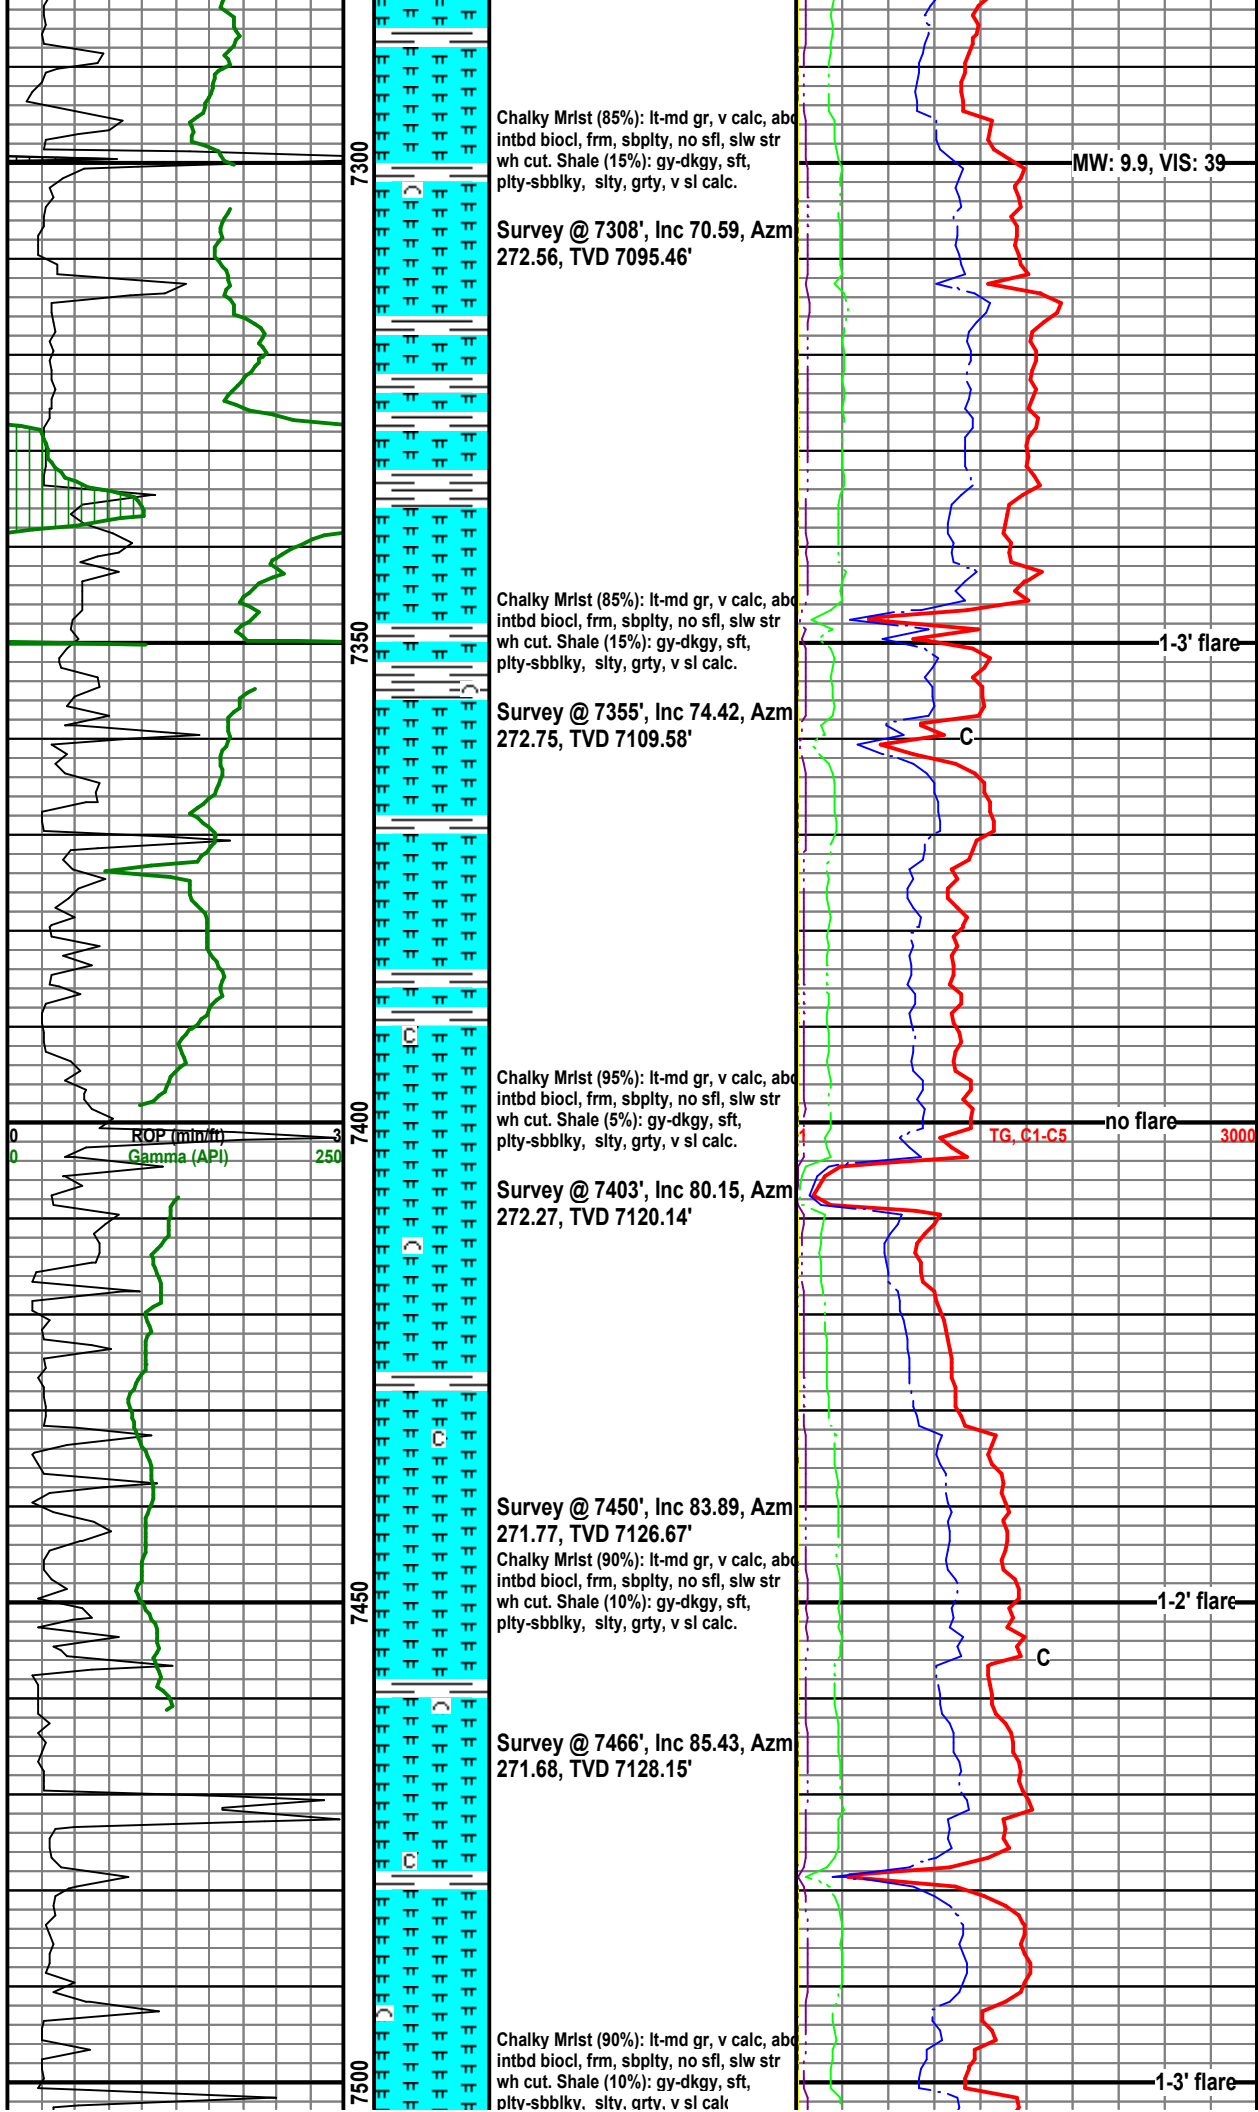 Chalky Mrlst (85%): lt-md gr, v calc, abd
intbd biocl, frm, sbplty, no sfl, slw str
wh cut. Shale (15%): gy-dkgy, sft,
plty-sbblky, slty, grty, v sl calc.
7300
MW: 9.9, VIS: 39
Survey @ 7308', Inc 70.59, Azm
272.56, TVD 7095.46'
Chalky Mrlst (85%): lt-md gr, v calc, abd
intbd biocl, frm, sbplty, no sfl, slw str
wh cut. Shale (15%): gy-dkgy, sft,
plty-sbblky, slty, grty, v sl calc.
7350
1-3' flare
Survey @ 7355', Inc 74.42, Azm
272.75, TVD 7109.58'
C
C
Chalky Mrlst (95%): lt-md gr, v calc, abd
intbd biocl, frm, sbplty, no sfl, slw str
wh cut. Shale (5%): gy-dkgy, sft,
plty-sbblky, slty, grty, v sl calc.
7400
no flare
0 ROP (min/ft) 3
0 Gamma (API) 250
1 TG, C1-C5 3000
Survey @ 7403', Inc 80.15, Azm
272.27, TVD 7120.14'
C
Survey @ 7450', Inc 83.89, Azm
271.77, TVD 7126.67'
Chalky Mrlst (90%): lt-md gr, v calc, abd
intbd biocl, frm, sbplty, no sfl, slw str
wh cut. Shale (10%): gy-dkgy, sft,
plty-sbblky, slty, grty, v sl calc.
7450
1-2' flare
C
Survey @ 7466', Inc 85.43, Azm
271.68, TVD 7128.15'
C
Chalky Mrlst (90%): lt-md gr, v calc, abd
intbd biocl, frm, sbplty, no sfl, slw str
wh cut. Shale (10%): gy-dkgy, sft,
plty-sbblky, slty, grty, v sl calc
7500
1-3' flare